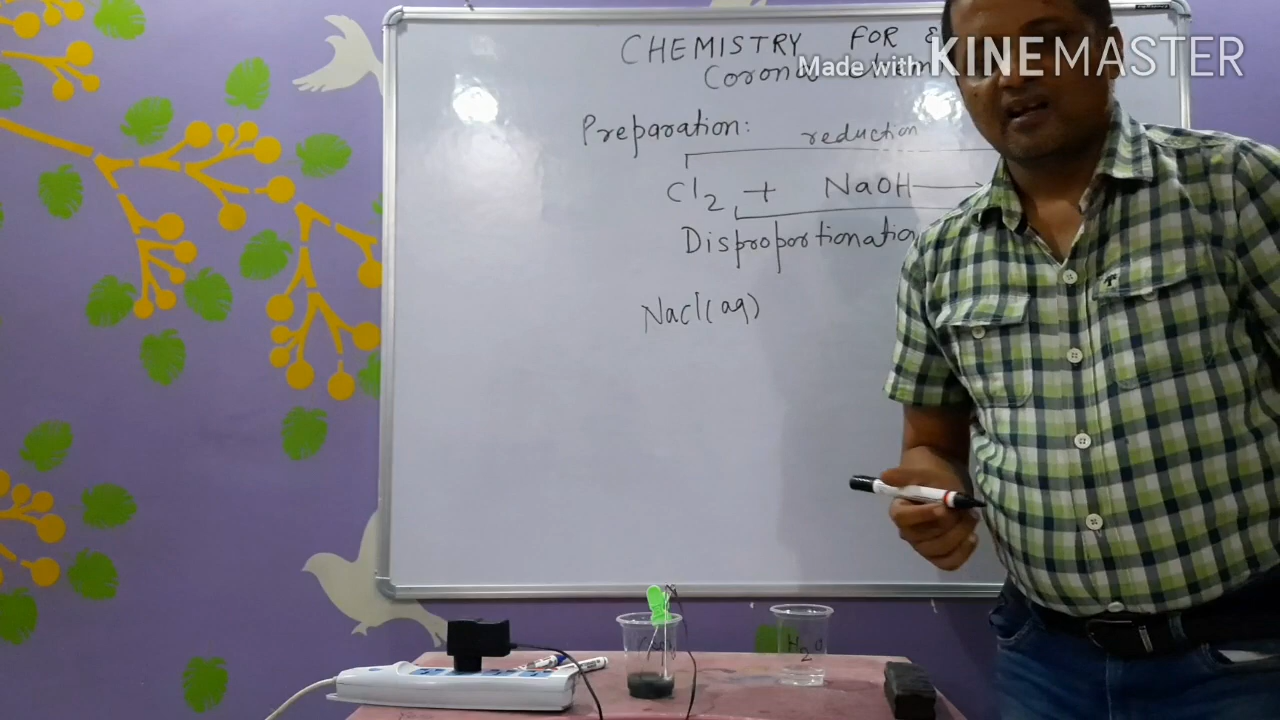 CHEMISTRY FOR
Corona
Made with KINEMASTER
Preparation:
reduction
Cl2 + NaOH
Disproportionation
Nacl(aq)
H2O